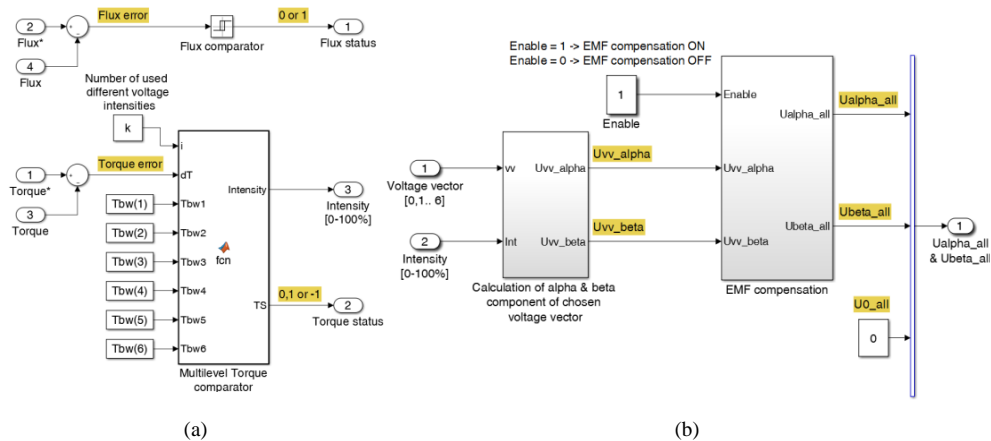 2
Flux*
4
Flux
Flux error
Flux comparator
0 or 1
1
Flux status
Number of used
different voltage
intensities
k
1
Torque*
3
Torque
Torque error
Tbw(1)
Tbw(2)
Tbw(3)
Tbw(4)
Tbw(5)
Tbw(6)
i
dT
Tbw1
Tbw2
Tbw3
Tbw4
Tbw5
Tbw6
fcn
Intensity
TS
Multilevel Torque
comparator
3
Intensity
[0-100%]
0,1 or -1
2
Torque status
(a)
Enable = 1 -> EMF compensation ON
Enable = 0 -> EMF compensation OFF
1
Enable
1
Voltage vector
[0,1.. 6]
2
Intensity
[0-100%]
vv
Int
Uvv_alpha
Uvv_beta
Calculation of alpha & beta
component of chosen
voltage vector
Uvv_alpha
Uvv_beta
Enable
Uvv_alpha
Uvv_beta
Ualpha_all
Ubeta_all
EMF compensation
Ualpha_all
Ubeta_all
U0_all
0
1
Ualpha_all
& Ubeta_all
(b)